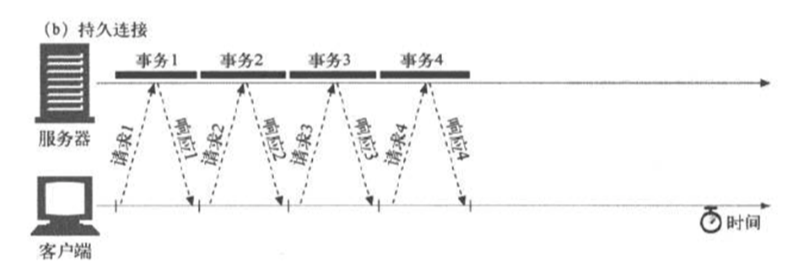 (b) 持久连接
事务1 事务2 事务3 事务4
服务器
请求1 响应1 请求2 响应2 请求3 响应3 请求4 响应4
时间
客户端